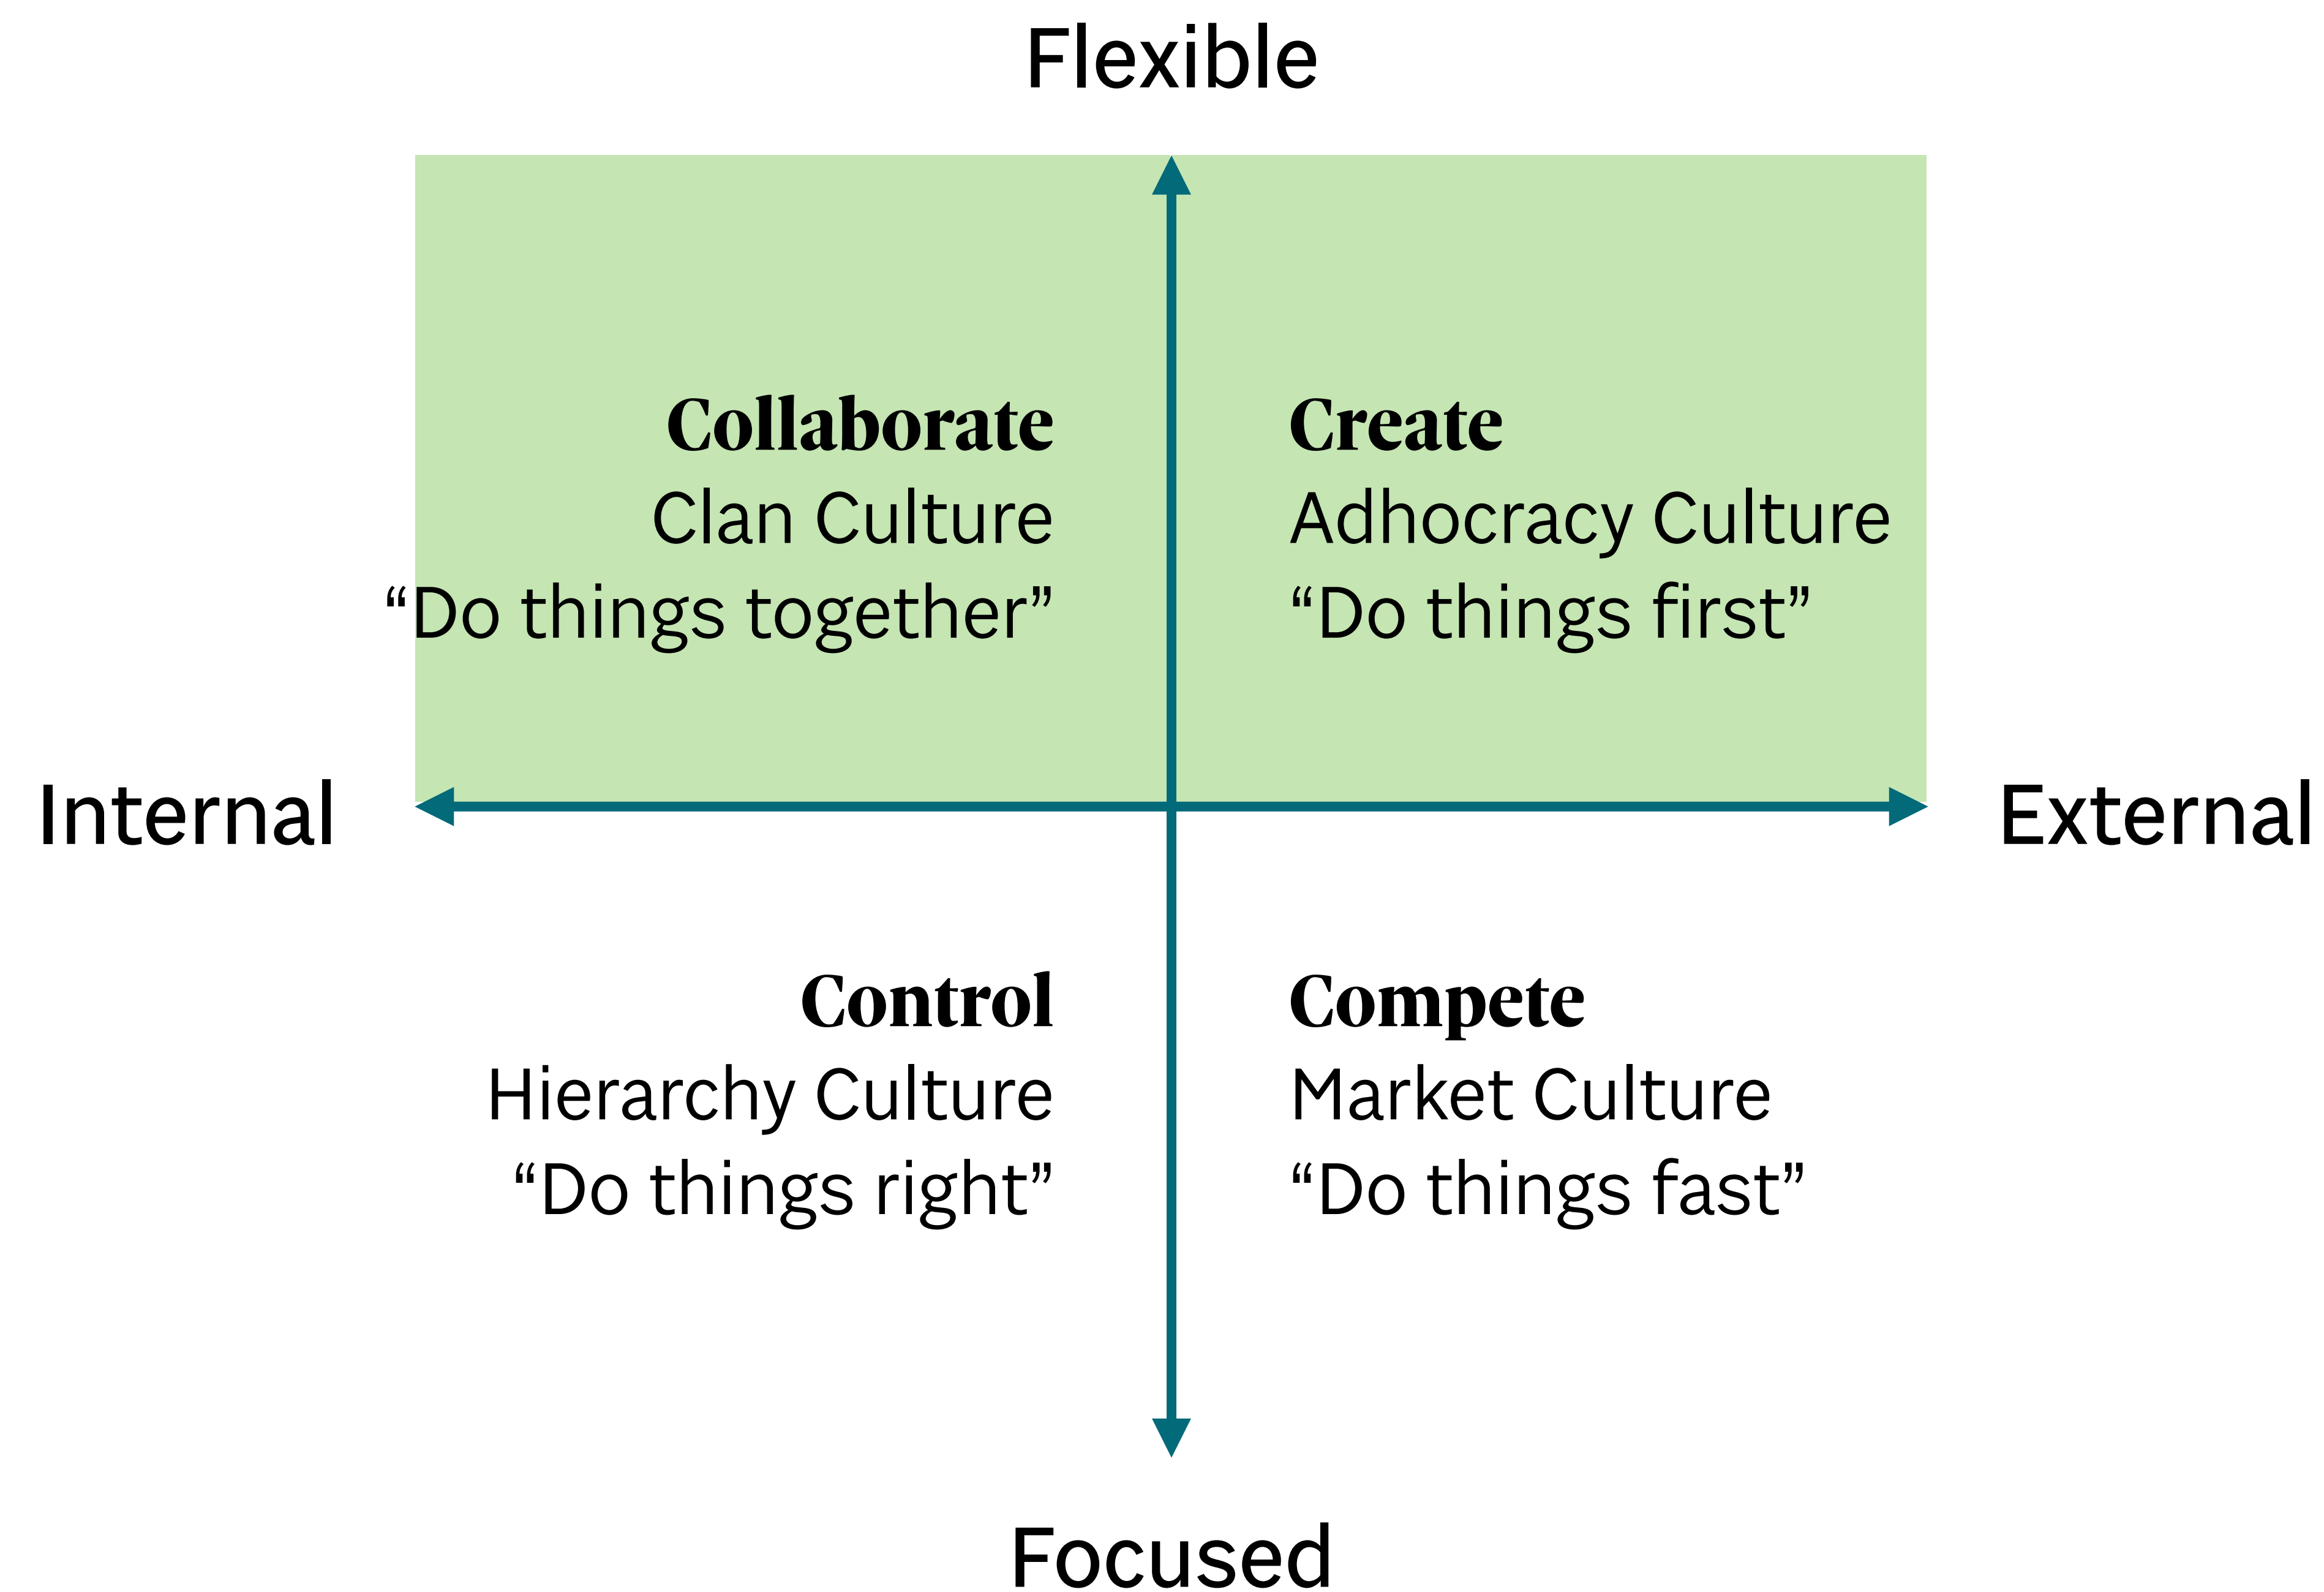 Flexible
Collaborate
Clan Culture
“Do things together”
Create
Adhocracy Culture
“Do things first”
Internal
External
Control
Hierarchy Culture
“Do things right”
Compete
Market Culture
“Do things fast”
Focused